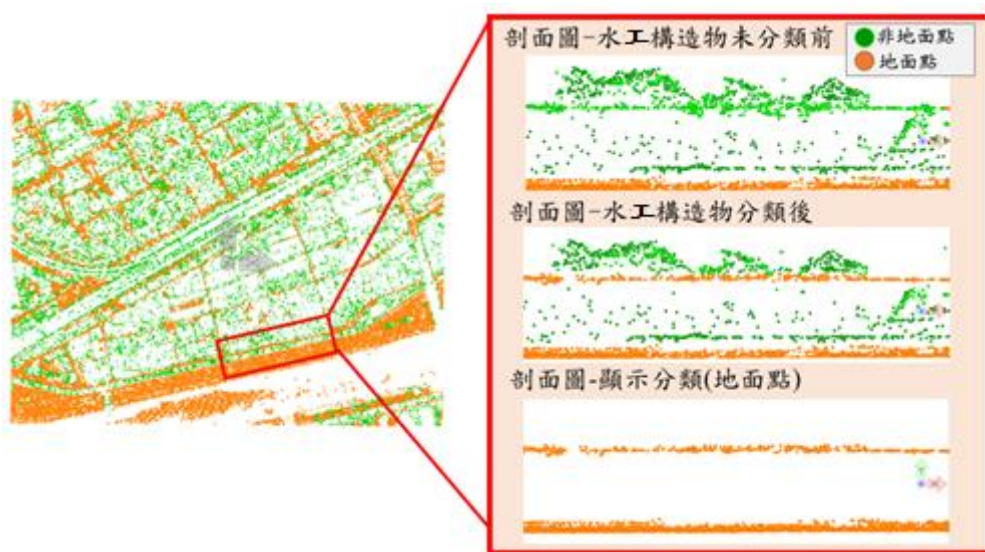 剖面圖-水工構造物未分類前
非地面點
地面點
剖面圖-水工構造物分類後
剖面圖-顯示分類(地面點)